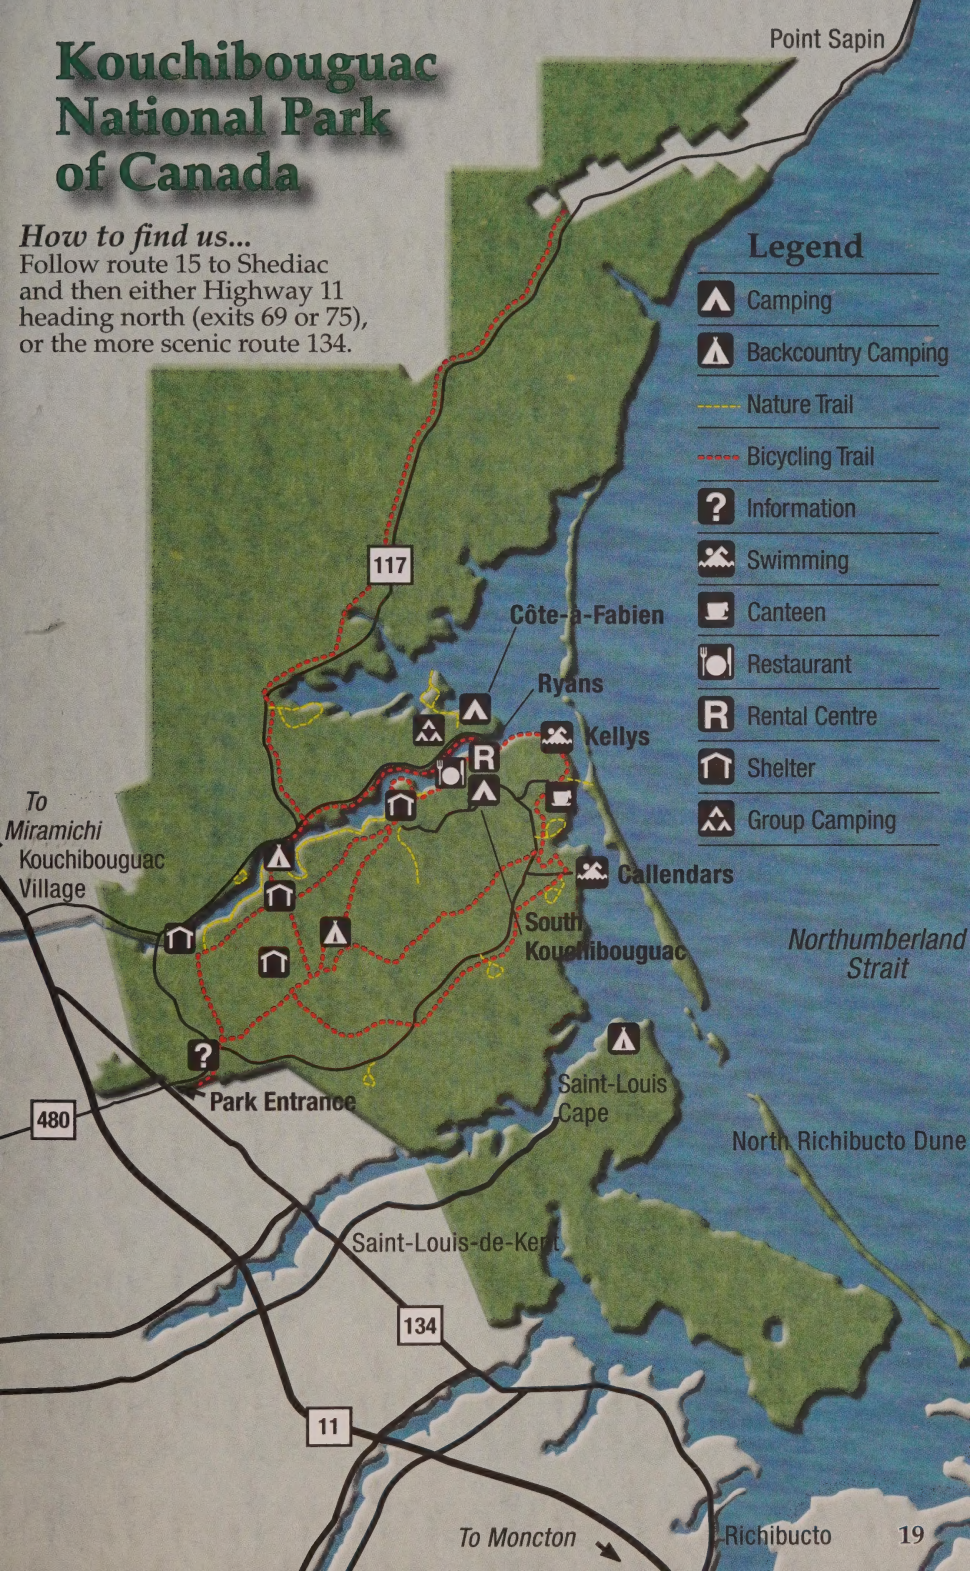 Kouchibouguac
National Park
of Canada
How to find us...
Follow route 15 to Shediac
and then either Highway 11
heading north (exits 69 or 75),
or the more scenic route 134.
Point Sapin
Legend
Camping
Backcountry Camping
Nature Trail
Bicycling Trail
? Information
Swimming
Canteen
Restaurant
R Rental Centre
Shelter
Group Camping
117
Côte-à-Fabien
Ryans
Kellys
R
To
Miramichi
Kouchibouguac
Village
Callendars
South
Kouchibouguac
Northumberland
Strait
?
Park Entrance
480
Saint-Louis
Cape
North Richibucto Dune
Saint-Louis-de-Kent
134
11
To Moncton
Richibucto
19